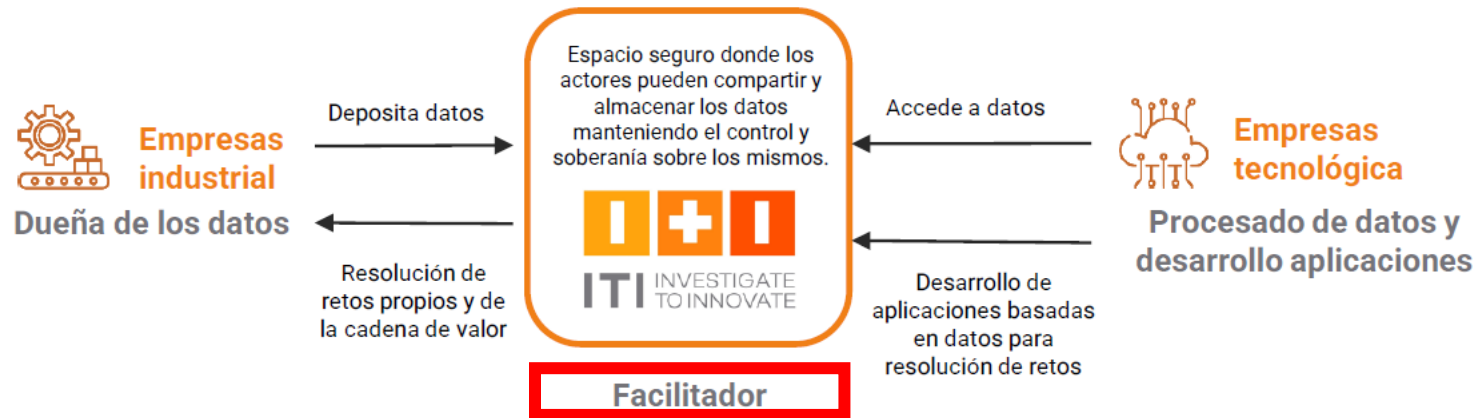 Empresas
industrial
Dueña de los datos
Deposita datos
Resolución de
retos propios y de
la cadena de valor
Espacio seguro donde los
actores pueden compartir y
almacenar los datos
manteniendo el control y
soberanía sobre los mismos.
I+I
ITI INVESTIGATE
TO INNOVATE
Facilitador
Accede a datos
Desarrollo de
aplicaciones basadas
en datos para
resolución de retos
Empresas
tecnológica
Procesado de datos y
desarrollo aplicaciones